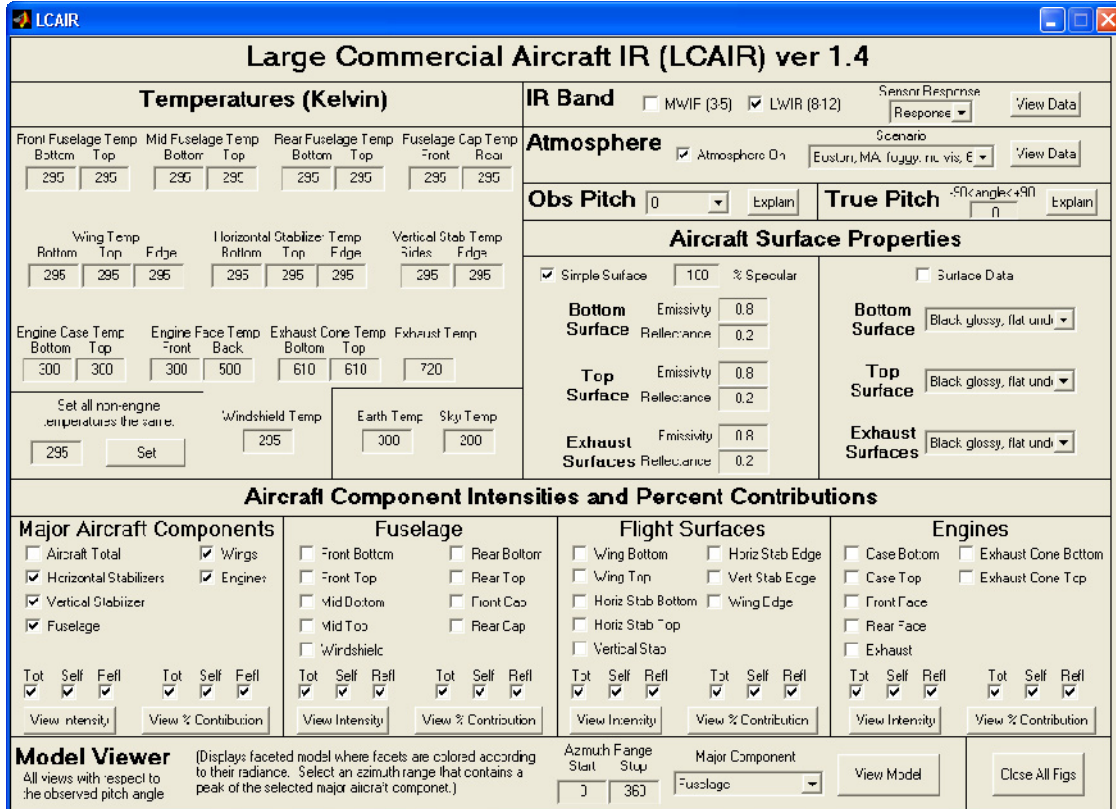 LCAIR
Large Commercial Aircraft IR (LCAIR) ver 1.4
Temperatures (Kelvin)
Front Fuselage Temp Mid Fuselage Temp Rear Fuselage Temp Fuselage Cap Temp
Bottom Top Bottom Top Bottom Top Front Rear
295 295 295 295 295 295 295 295
Wing Temp Horizontal Stabilizer Temp Vertical Stab Temp
Bottom Top Edge Bottom Top Edge Sides Edge
295 295 295 295 295 295 295 295
Engine Case Temp Engine Face Temp Exhaust Cone Temp Exhaust Temp
Bottom Top Front Back Bottom Top
300 300 300 500 610 610 720
Set all non-engine
temperatures the same.
295 Set
Windshield Temp
295
Earth Temp Sky Temp
300 200
IR Band MWIR (3-5) LWIR (8-12)
Sensor Response
Response
View Data
Atmosphere Atmosphere On
Scenario
MA, foggy, no vis,
View Data
Obs Pitch 0 Explain
True Pitch -90<angle<+90
0
Explain
Aircraft Surface Properties
Simple Surface 100 % Specular
Bottom Surface
Emissivity 0.8
Reflectance 0.2
Top Surface
Emissivity 0.8
Reflectance 0.2
Exhaust Surfaces
Emissivity 0.8
Reflectance 0.2
Surface Data
Bottom Surface
Black glossy, flat und
Top Surface
Black glossy, flat und
Exhaust Surfaces
Black glossy, flat und
Aircraft Component Intensities and Percent Contributions
Major Aircraft Components
Aircraft Total Wings
Horizontal Stabilizers Engines
Vertical Stabilizer
Fuselage
Tot Self Refl Tot Self Refl
View Intensity View % Contribution
Fuselage
Front Bottom Rear Bottom
Front Top Rear Top
Mid Bottom Front Cap
Mid Top Rear Cap
Windshield
Tot Self Refl Tot Self Refl
View Intensity View % Contribution
Flight Surfaces
Wing Bottom Horiz Stab Edge
Wing Top Vert Stab Edge
Horiz Stab Bottom Wing Edge
Horiz Stab Top
Vertical Stab
Tot Self Refl Tot Self Refl
View Intensity View % Contribution
Engines
Case Bottom Exhaust Cone Bottom
Case Top Exhaust Cone Top
Front Face
Rear Face
Exhaust
Tot Self Refl Tot Self Refl
View Intensity View % Contribution
Model Viewer
All views with respect to
the observed pitch angle
(Displays faceted model where facets are colored according
to their radiance. Select an azimuth range that contains a
peak of the selected major aircraft componet.)
Azimuth Range
Start Stop
0 360
Major Component
Fuselage
View Model
Close All Figs